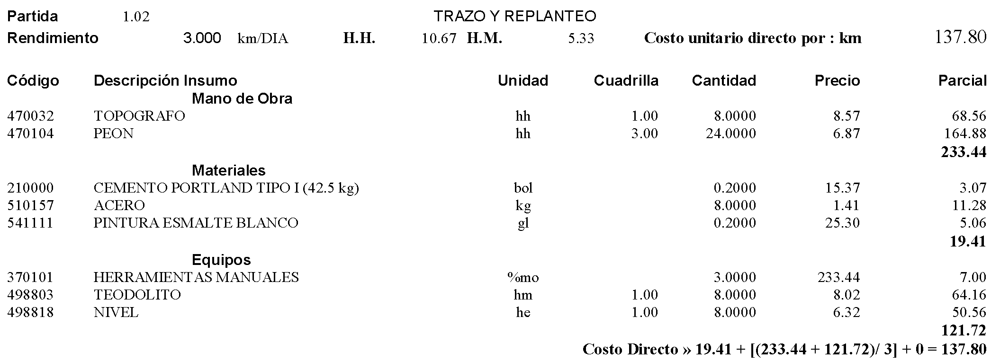 Partida 1.02 TRAZO Y REPLANTEO
Rendimiento 3.000 km/DIA H.H. 10.67 H.M. 5.33 Costo unitario directo por : km 137.80
Código Descripción Insumo Unidad Cuadrilla Cantidad Precio Parcial
Mano de Obra
470032 TOPOGRAFO hh 1.00 8.0000 8.57 68.56
470104 PEON hh 3.00 24.0000 6.87 164.88
233.44
Materiales
210000 CEMENTO PORTLAND TIPO I (42.5 kg) bol 0.2000 15.37 3.07
510157 ACERO kg 8.0000 1.41 11.28
541111 PINTURA ESMALTE BLANCO gl 0.2000 25.30 5.06
19.41
Equipos
370101 HERRAMIENTAS MANUALES %mo 3.0000 233.44 7.00
498803 TEODOLITO hm 1.00 8.0000 8.02 64.16
498818 NIVEL he 1.00 8.0000 6.32 50.56
121.72
Costo Directo » 19.41 + [(233.44 + 121.72)/ 3] + 0 = 137.80